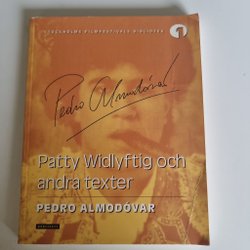 STOCKHOLMS FILMFESTIVALS BIBLIOTEK
1
Pedro Almodóvar
Patty Widlyftig och
andra texter
PEDRO ALMODÓVAR